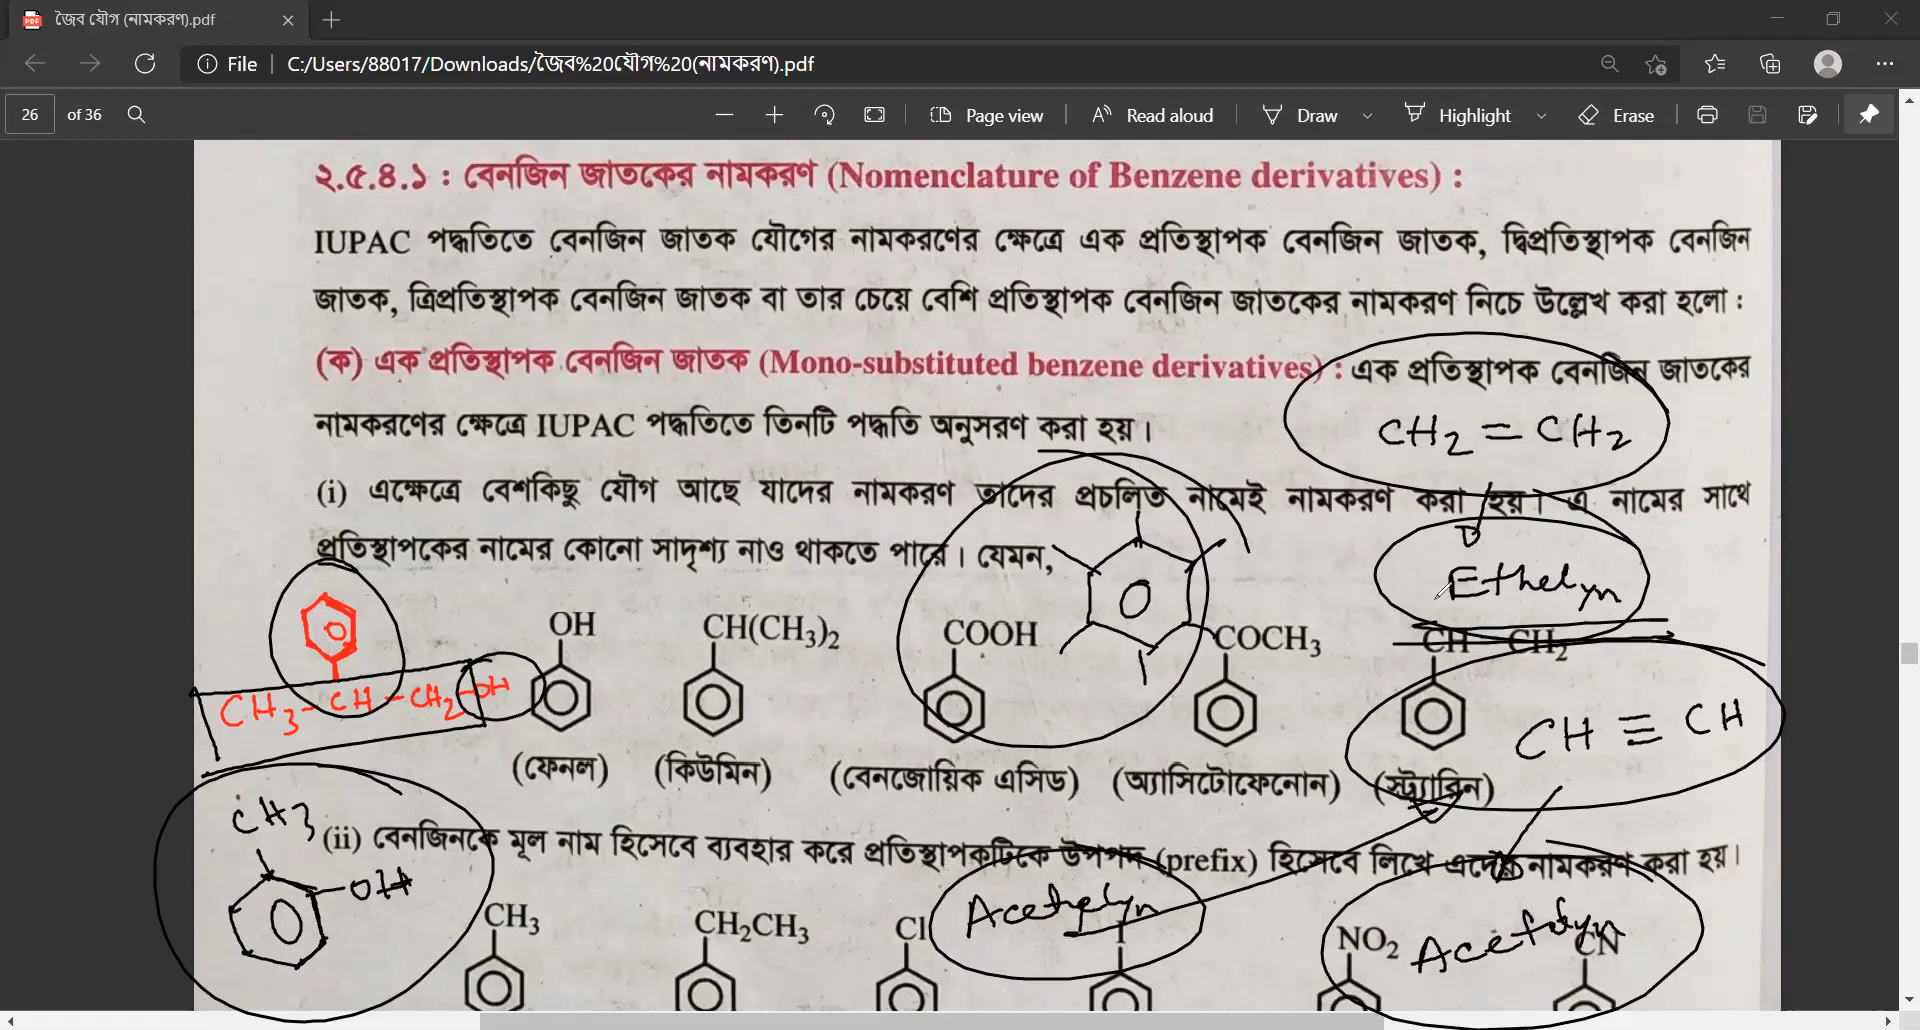 জৈব যৌগ (নামকরণ).pdf
File C:/Users/88017/Downloads/জৈব%20যৌগ%20(নামকরণ).pdf
26 of 36 Page view Read aloud Draw Highlight Erase
২.৫.4.১ : বেনজিন জাতকের নামকরণ (Nomenclature of Benzene derivatives) :
IUPAC পদ্ধতিতে বেনজিন জাতক যৌগের নামকরণের ক্ষেত্রে এক প্রতিস্থাপক বেনজিন জাতক, দ্বিপ্রতিস্থাপক বেনজিন
জাতক, ত্রিপ্রতিস্থাপক বেনজিন জাতক বা তার চেয়ে বেশি প্রতিস্থাপক বেনজিন জাতকের নামকরণ নিচে উল্লেখ করা হলো :
(ক) এক প্রতিস্থাপক বেনজিন জাতক (Mono-substituted benzene derivatives) : এক প্রতিস্থাপক বেনজিন জাতকের
নামকরণের ক্ষেত্রে IUPAC পদ্ধতিতে তিনটি পদ্ধতি অনুসরণ করা হয়।
CH2 = CH2
(i) এক্ষেত্রে বেশকিছু যৌগ আছে যাদের নামকরণ তাদের প্রচলিত নামেই নামকরণ করা হয়। এ নামের সাথে
প্রতিস্থাপকের নামের কোনো সাদৃশ্য নাও থাকতে পারে। যেমন,
Ethelyn
OH CH(CH3)2 COOH COCH3 CH CH2
CH3 - CH - CH2 - OH
CH ≡ CH
(ফেনল) (কিউমিন) (বেনজোয়িক এসিড) (অ্যাসিটোফেনোন) (স্ট্যারিন)
CH3
(ii) বেনজিনকে মূল নাম হিসেবে ব্যবহার করে প্রতিস্থাপকটিকে উপপদ (prefix) হিসেবে লিখে এদের নামকরণ করা হয়।
OH
Acethelyn
CH3 CH2CH3 Cl I NO2 CN